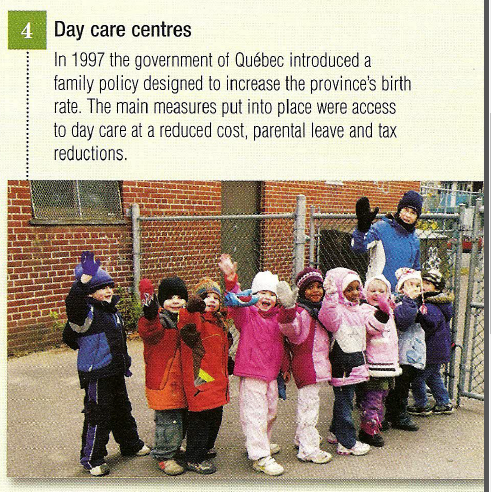 4 Day care centres
In 1997 the government of Québec introduced a
family policy designed to increase the province's birth
rate. The main measures put into place were access
to day care at a reduced cost, parental leave and tax
reductions.